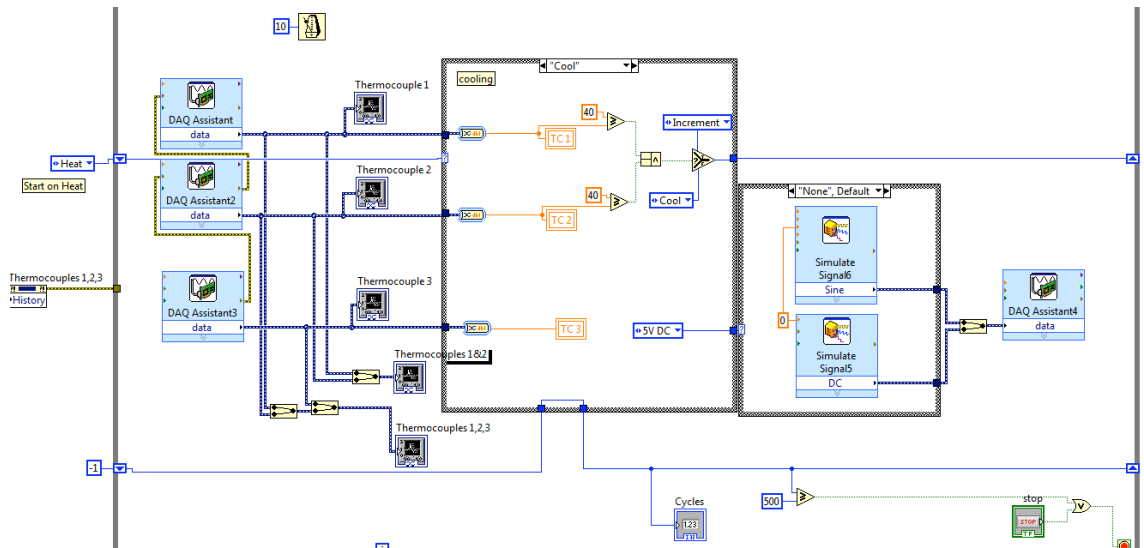 10
"Cool"
cooling
Thermocouple 1
DAQ Assistant
data
40
Increment
TC 1
Heat
Start on Heat
Thermocouple 2
DAQ Assistant2
data
40
Cool
TC 2
"None", Default
Simulate
Signal6
Sine
Thermocouples 1,2,3
History
Thermocouple 3
DAQ Assistant3
data
TC 3
5V DC
0
Simulate
Signal5
DC
DAQ Assistant4
data
Thermocouples 1&2
Thermocouples 1,2,3
-1
Cycles
1.23
500
stop
STOP
TF